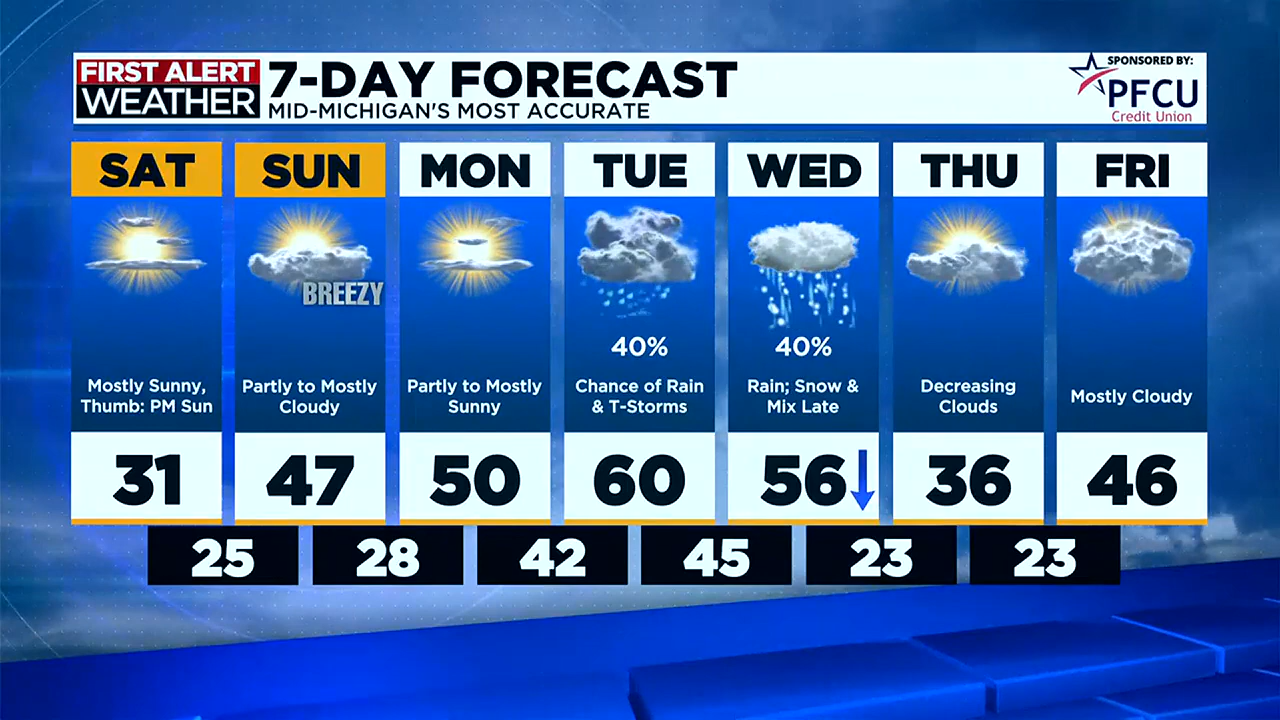 FIRST ALERT
WEATHER
7-DAY FORECAST
MID-MICHIGAN'S MOST ACCURATE
SPONSORED BY:
PFCU
Credit Union
SAT
SUN
MON
TUE
WED
THU
FRI
BREEZY
40%
40%
Mostly Sunny,
Thumb: PM Sun
Partly to Mostly
Cloudy
Partly to Mostly
Sunny
Chance of Rain
& T-Storms
Rain; Snow &
Mix Late
Decreasing
Clouds
Mostly Cloudy
31
47
50
60
56
36
46
25
28
42
45
23
23